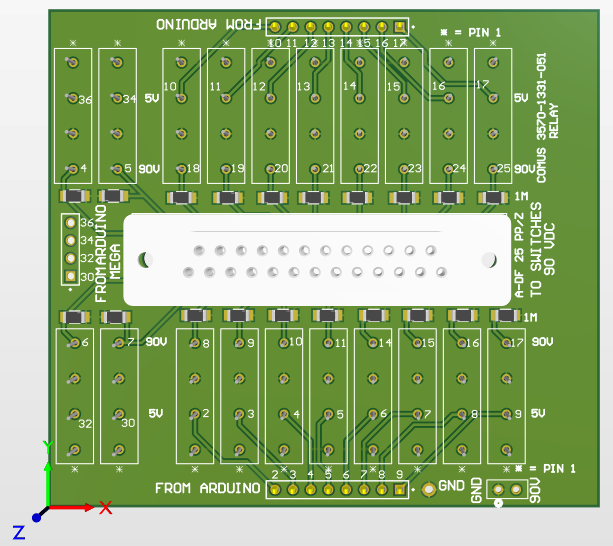 FROM ARDUINO
* = PIN 1
10 11 12 13 14 15 16 17
36 34 5V 10 11 12 13 14 15 16 17 5V
4 5 90V 18 19 20 21 22 23 24 25 90V
COMUS 3570-1331-051
RELAY
1M
36
34
32
30
FROM ARDUINO
MEGA
A-DF 25 PP/Z
TO SWITCHES
90 VDC
1M
6 7 90V 8 9 10 11 14 15 16 17 90V
32 30 5V 2 3 4 5 6 7 8 9 5V
* = PIN 1
2 3 4 5 6 7 8 9
FROM ARDUINO
GND
GND
90V
Y
X
Z